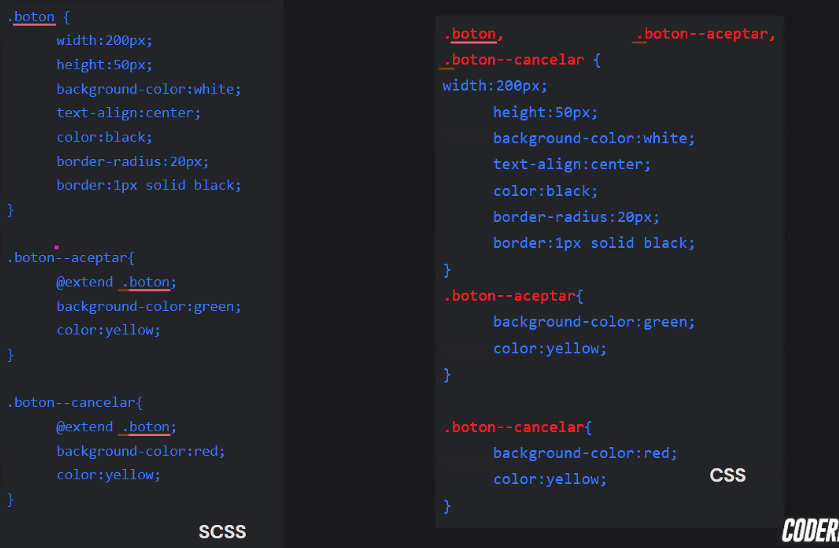 .boton {
width:200px;
height:50px;
background-color:white;
text-align:center;
color:black;
border-radius:20px;
border:1px solid black;
}
.boton--aceptar{
@extend .boton;
background-color:green;
color:yellow;
}
.boton--cancelar{
@extend .boton;
background-color:red;
color:yellow;
}
SCSS
.boton, .boton--aceptar,
.boton--cancelar {
width:200px;
height:50px;
background-color:white;
text-align:center;
color:black;
border-radius:20px;
border:1px solid black;
}
.boton--aceptar{
background-color:green;
color:yellow;
}
.boton--cancelar{
background-color:red;
color:yellow;
}
CSS
CODER